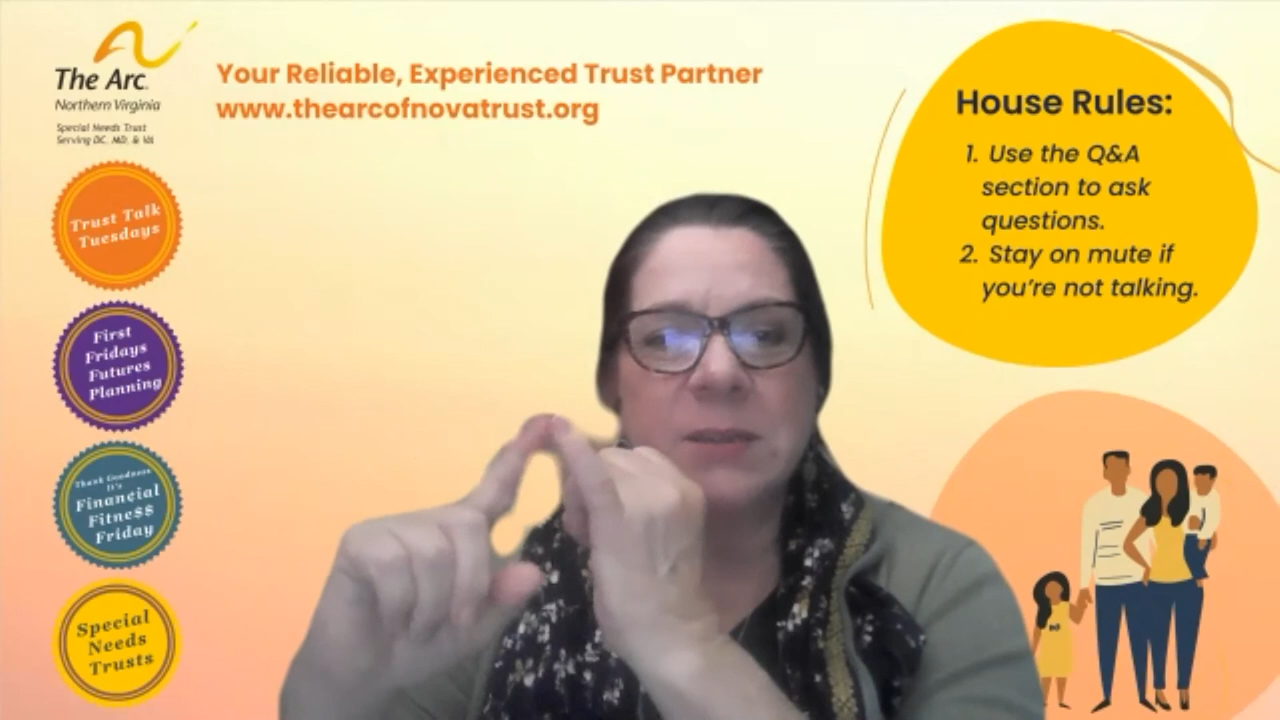 The Arc.
Northern Virginia
Special Needs Trust
Serving DC, MD, & VA
Your Reliable, Experienced Trust Partner
www.thearcofnovatrust.org
House Rules:
1. Use the Q&A
section to ask
questions.
2. Stay on mute if
you're not talking.
Trust Talk
Tuesdays
First
Fridays
Futures
Planning
Thank Goodness
It's
Financial
Fitne$$
Friday
Special
Needs
Trusts